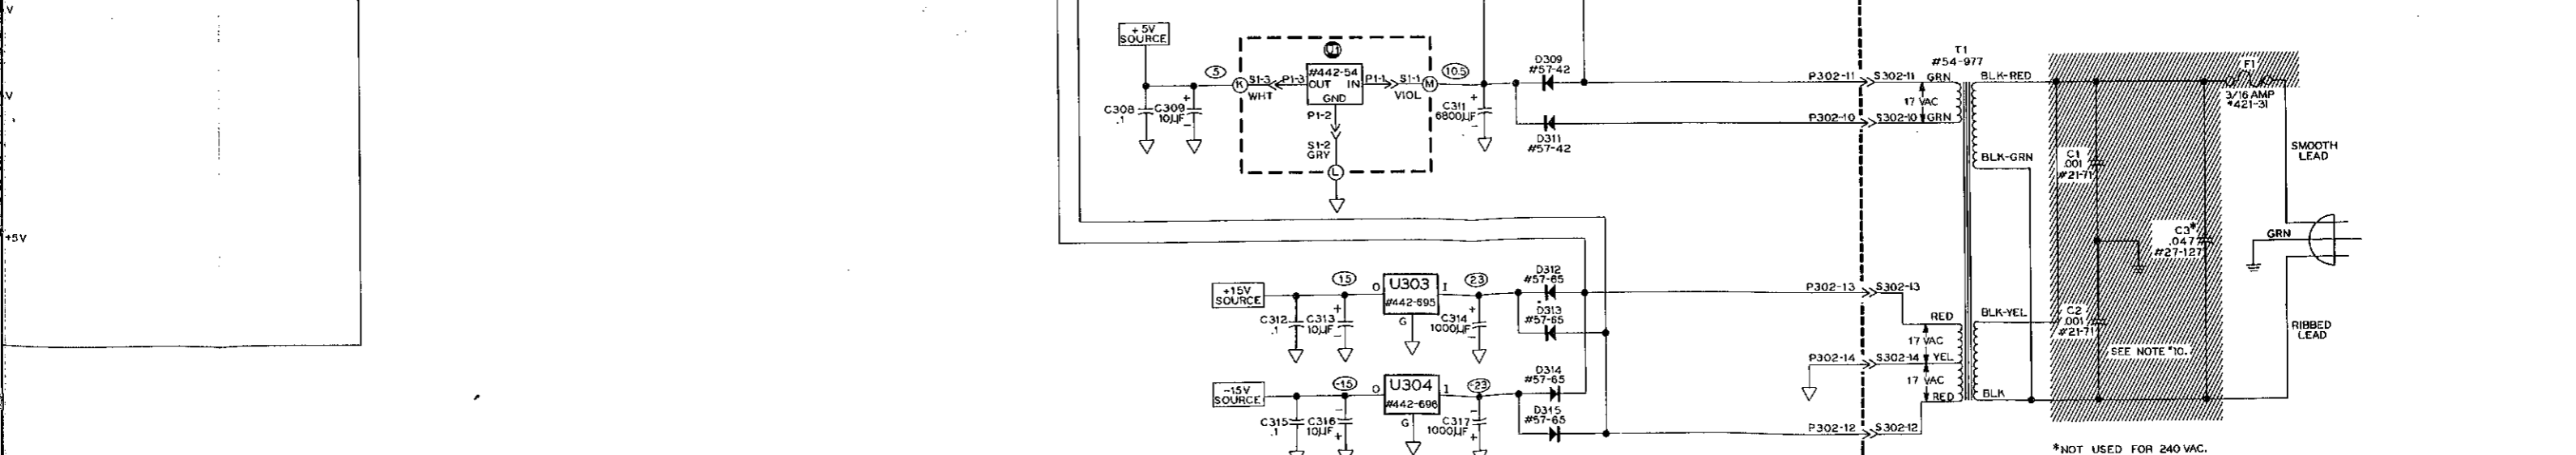 V
V
+5V
+5V
SOURCE
C308
.1
C309
10µF
+
−
5
K
S1-3
P1-3
WHT
U1
#442-54
OUT
IN
GND
P1-1
S1-1
M
VIOL
P1-2
S1-2
GRY
L
10.5
C311
6800µF
+
−
D309
#57-42
D311
#57-42
P302-11
S302-11
GRN
17 VAC
P302-10
S302-10
GRN
T1
#54-977
BLK-RED
BLK-GRN
BLK-YEL
BLK
C1
.001
#21-71
C2
.001
#21-71
C3*
.047
#27-127
SEE NOTE #10.
F1
3/16 AMP
#421-31
SMOOTH
LEAD
GRN
RIBBED
LEAD
+15V
SOURCE
C312
.1
C313
10µF
+
−
15
O
U303
#442-695
I
G
23
C314
1000µF
+
−
D312
#57-65
D313
#57-65
P302-13
S302-13
RED
17 VAC
P302-14
S302-14
YEL
17 VAC
RED
P302-12
S302-12
-15V
SOURCE
C315
.1
C316
10µF
−
+
-15
O
U304
#442-696
I
G
-23
C317
1000µF
−
+
D314
#57-65
D315
#57-65
*NOT USED FOR 240 VAC.